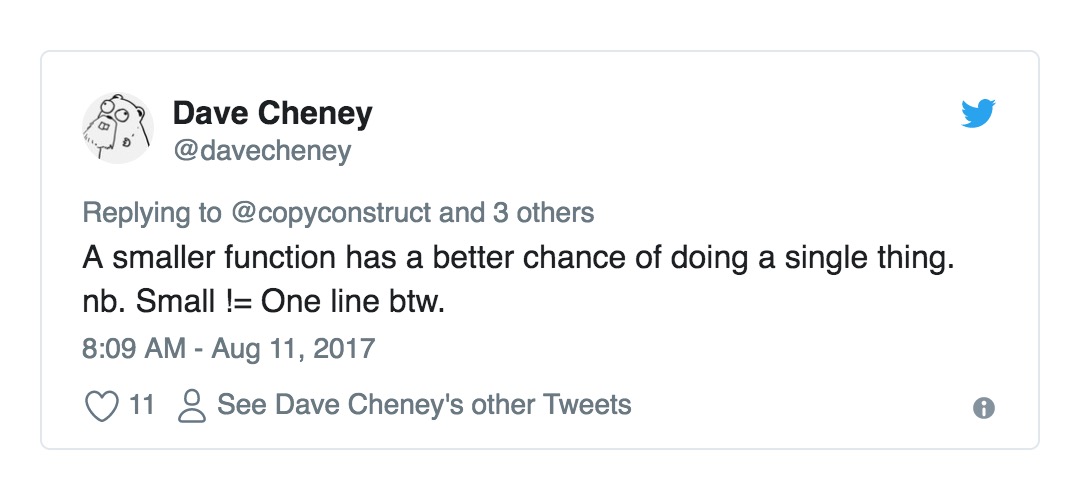 Dave Cheney
@davecheney
Replying to @copyconstruct and 3 others
A smaller function has a better chance of doing a single thing.
nb. Small != One line btw.
8:09 AM - Aug 11, 2017
11 See Dave Cheney's other Tweets